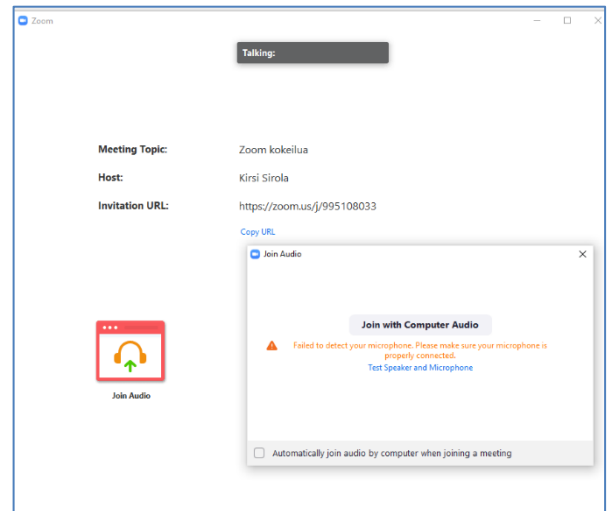 Zoom
Talking:
Meeting Topic: Zoom kokeilua
Host: Kirsi Sirola
Invitation URL: https://zoom.us/j/995108033
Copy URL
Join Audio
Join with Computer Audio
Failed to detect your microphone. Please make sure your microphone is
properly connected.
Test Speaker and Microphone
Join Audio
Automatically join audio by computer when joining a meeting